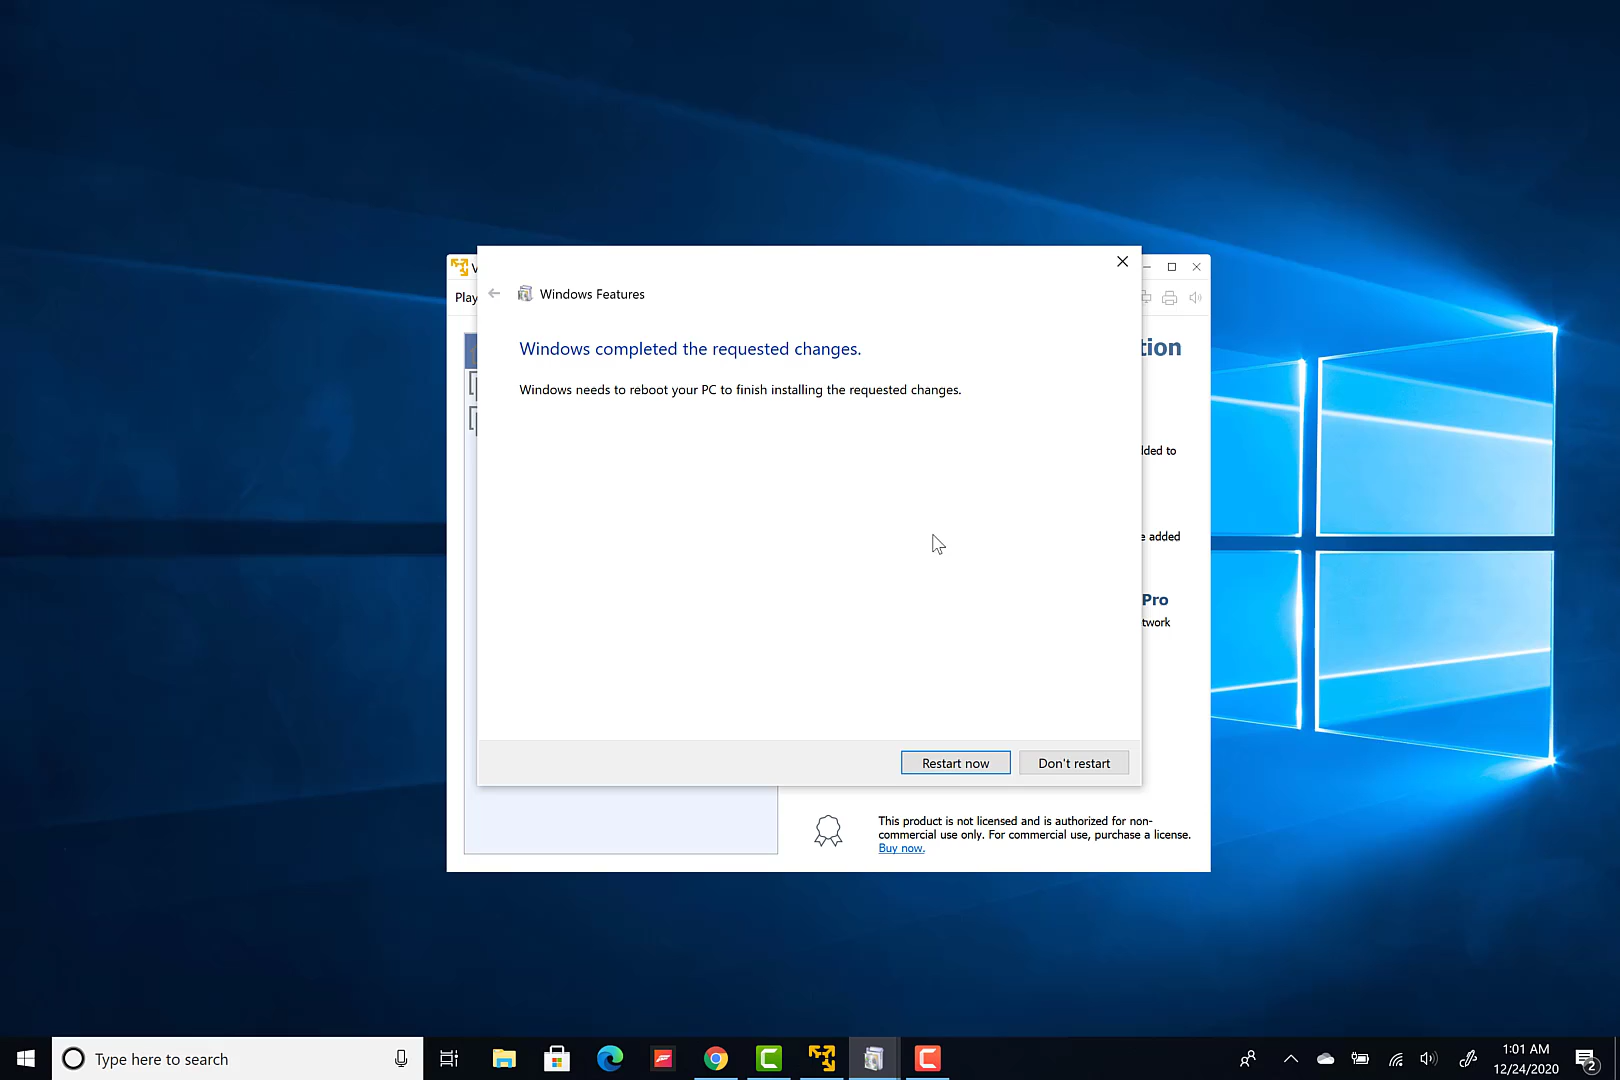 Play
Windows Features
Windows completed the requested changes.
Windows needs to reboot your PC to finish installing the requested changes.
tion
dded to
e added
Pro
twork
Restart now
Don't restart
This product is not licensed and is authorized for non-
commercial use only. For commercial use, purchase a license.
Buy now.
Type here to search
1:01 AM
12/24/2020
2